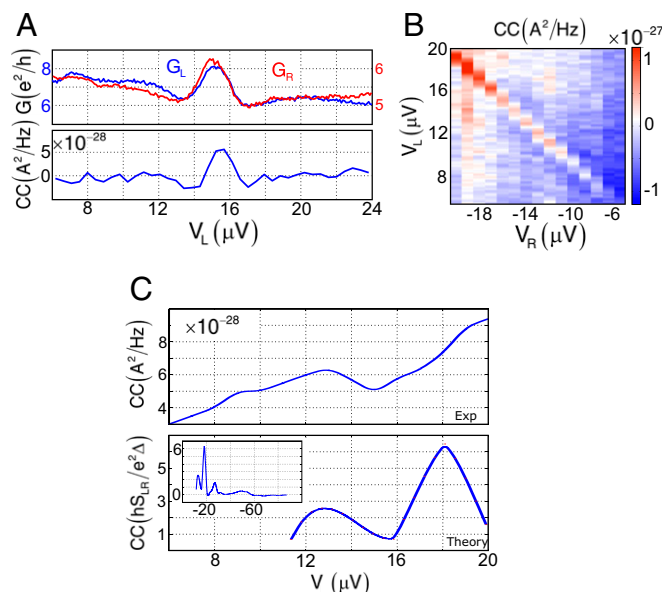 A
G(e²/h)
8
6
G_L
G_R
6
5
CC(A²/Hz)
×10⁻²⁸
5
0
8 12 16 20 24
V_L (μV)
B
CC(A²/Hz)
×10⁻²⁷
20
16
12
8
V_L (μV)
-18 -14 -10 -6
V_R (μV)
1
0
-1
C
CC(A²/Hz)
×10⁻²⁸
8
6
4
Exp
CC(hS_LR/e²Δ)
5
3
1
6
0
-20 -60
Theory
8 12 16 20
V (μV)